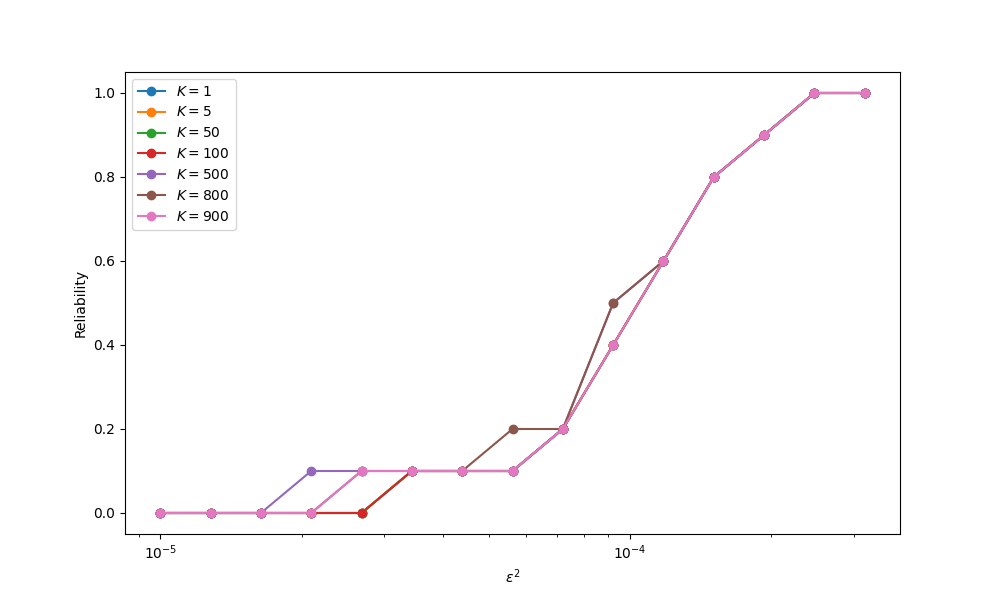 1.0
0.8
0.6
0.4
0.2
0.0
Reliability
K = 1
K = 5
K = 50
K = 100
K = 500
K = 800
K = 900
10⁻⁵
10⁻⁴
ε²